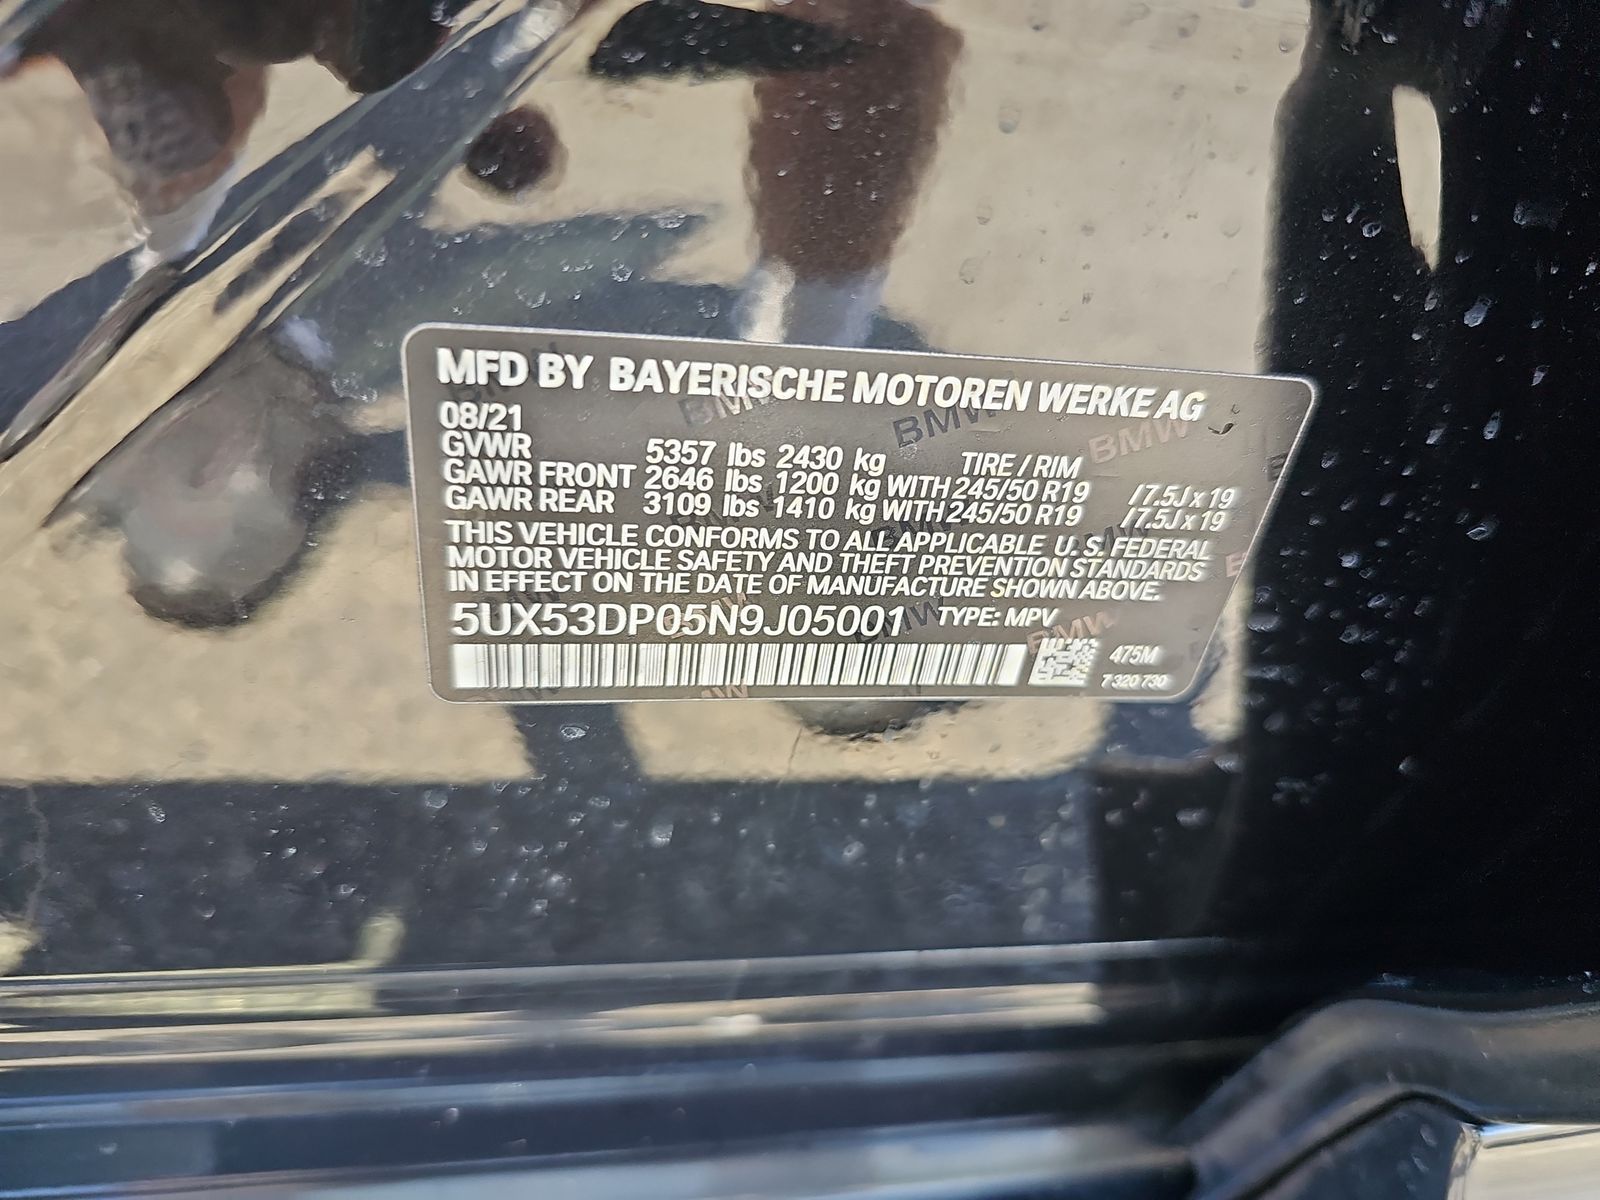 MFD BY BAYERISCHE MOTOREN WERKE AG
08/21
GVWR 5357 lbs 2430 kg TIRE / RIM
GAWR FRONT 2646 lbs 1200 kg WITH 245/50 R19 /7.5J x 19
GAWR REAR 3109 lbs 1410 kg WITH 245/50 R19 /7.5J x 19
THIS VEHICLE CONFORMS TO ALL APPLICABLE U.S. FEDERAL
MOTOR VEHICLE SAFETY AND THEFT PREVENTION STANDARDS
IN EFFECT ON THE DATE OF MANUFACTURE SHOWN ABOVE.
5UX53DP05N9J05001 TYPE: MPV
475M
7 320 730